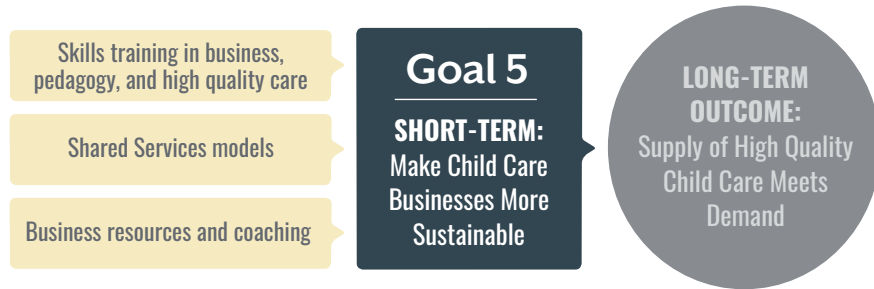 Skills training in business,
pedagogy, and high quality care
Shared Services models
Business resources and coaching
Goal 5
SHORT-TERM:
Make Child Care
Businesses More
Sustainable
LONG-TERM
OUTCOME:
Supply of High Quality
Child Care Meets
Demand